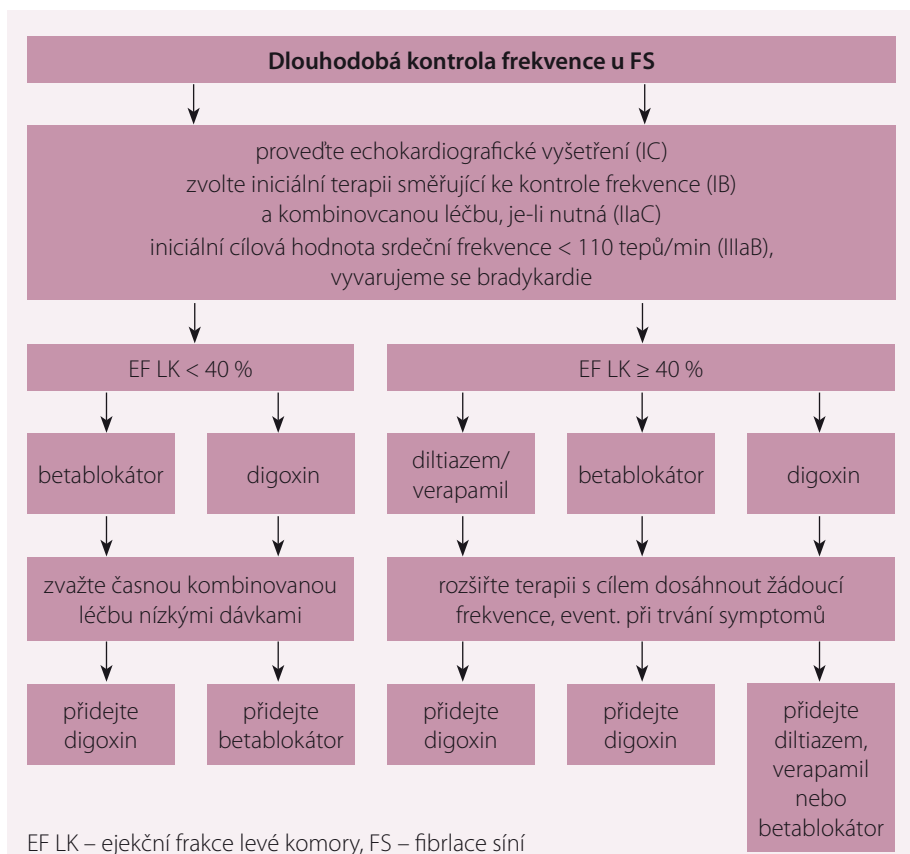 Dlouhodobá kontrola frekvence u FS
proveďte echokardiografické vyšetření (IC)
zvolte iniciální terapii směřující ke kontrole frekvence (IB)
a kombinovcanou léčbu, je-li nutná (IIaC)
iniciální cílová hodnota srdeční frekvence < 110 tepů/min (IIIaB),
vyvarujeme se bradykardie
EF LK < 40 %
EF LK ≥ 40 %
betablokátor
digoxin
diltiazem/
verapamil
betablokátor
digoxin
zvažte časnou kombinovanou
léčbu nízkými dávkami
rozšiřte terapii s cílem dosáhnout žádoucí
frekvence, event. při trvání symptomů
přidejte
digoxin
přidejte
betablokátor
přidejte
digoxin
přidejte
digoxin
přidejte
diltiazem,
verapamil
nebo
betablokátor
EF LK – ejekční frakce levé komory, FS – fibrlace síní